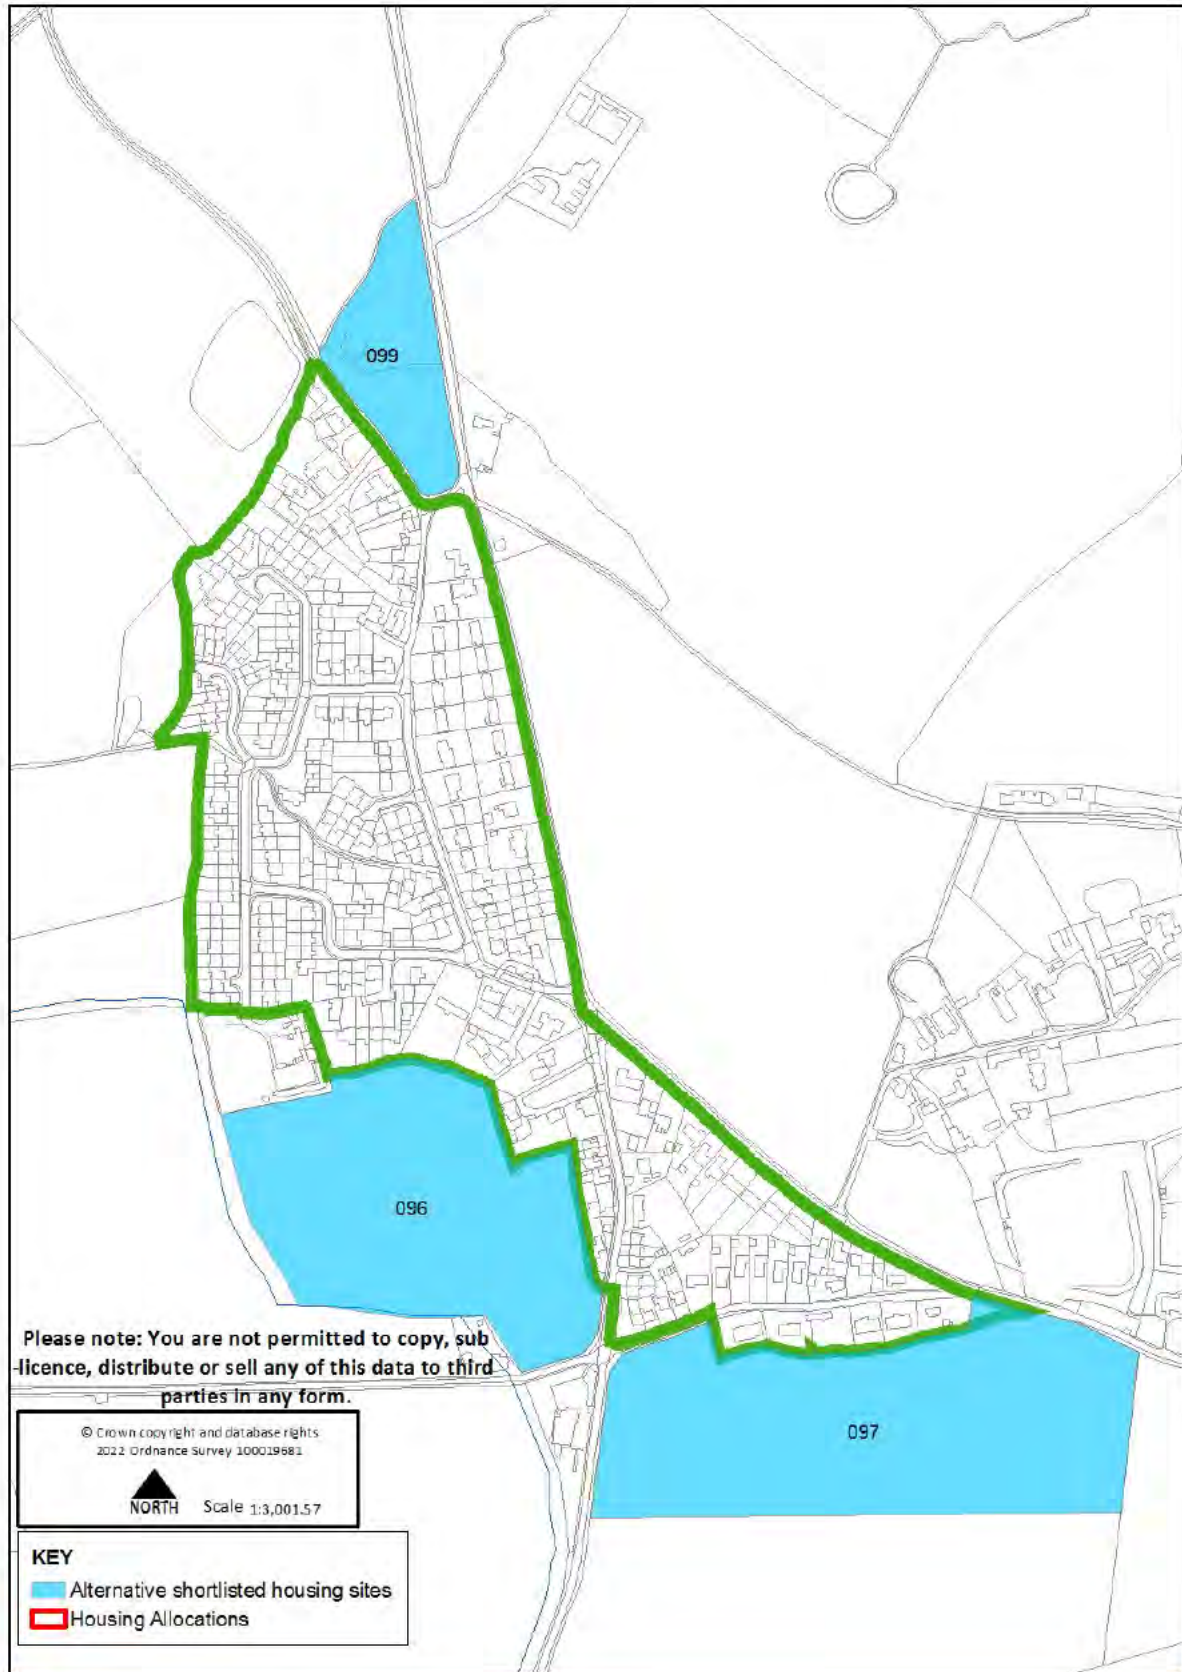 099
096
097
Please note: You are not permitted to copy, sub
-licence, distribute or sell any of this data to third
parties in any form.
© Crown copyright and database rights
2022 Ordnance Survey 100019681
NORTH Scale 1:3,001.57
KEY
Alternative shortlisted housing sites
Housing Allocations